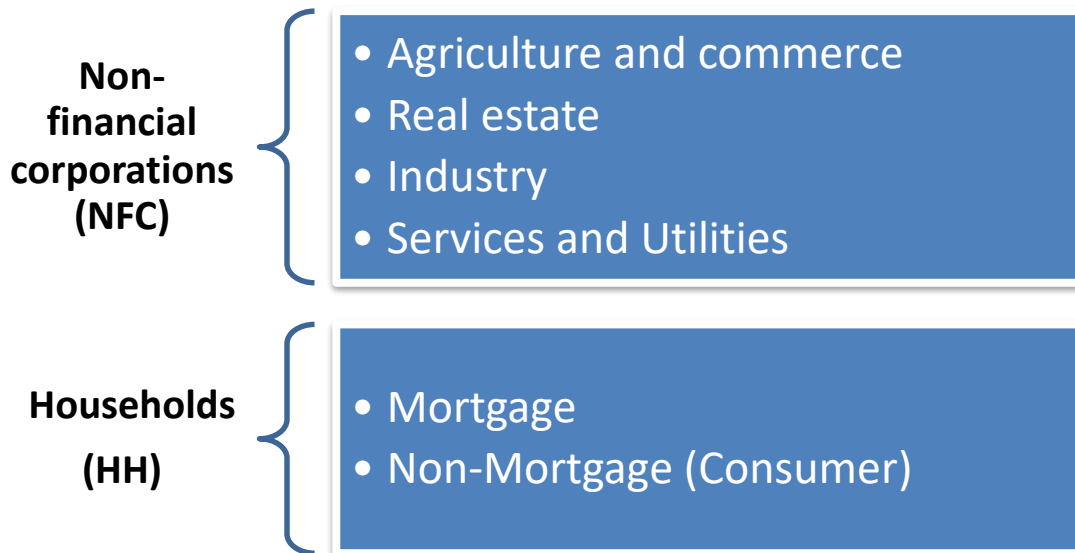 Non-
financial
corporations
(NFC)
• Agriculture and commerce
• Real estate
• Industry
• Services and Utilities
Households
(HH)
• Mortgage
• Non-Mortgage (Consumer)